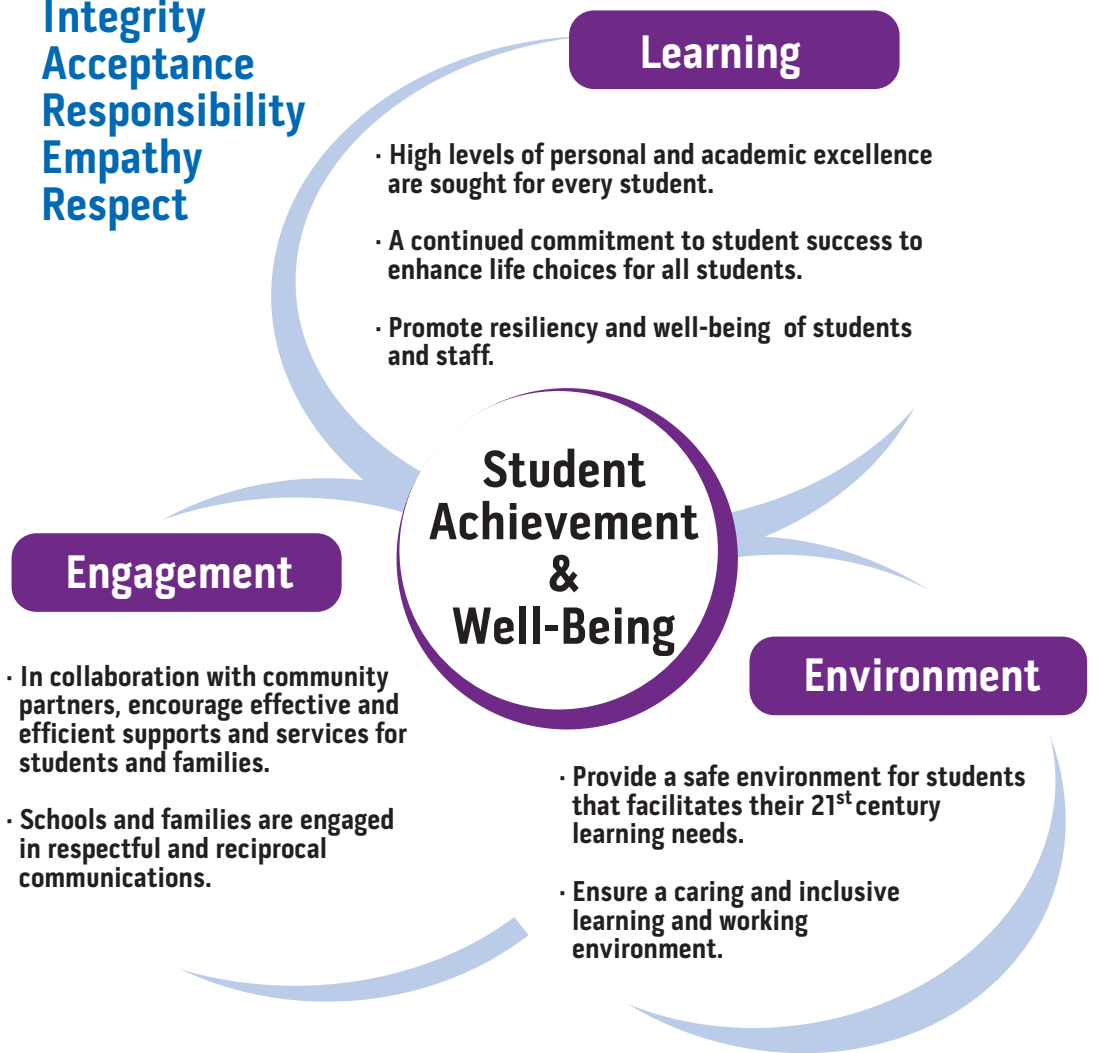 Integrity
Acceptance
Responsibility
Empathy
Respect
Learning
· High levels of personal and academic excellence
are sought for every student.
· A continued commitment to student success to
enhance life choices for all students.
· Promote resiliency and well-being of students
and staff.
Student
Achievement
&
Well-Being
Engagement
· In collaboration with community
partners, encourage effective and
efficient supports and services for
students and families.
· Schools and families are engaged
in respectful and reciprocal
communications.
Environment
· Provide a safe environment for students
that facilitates their 21st century
learning needs.
· Ensure a caring and inclusive
learning and working
environment.